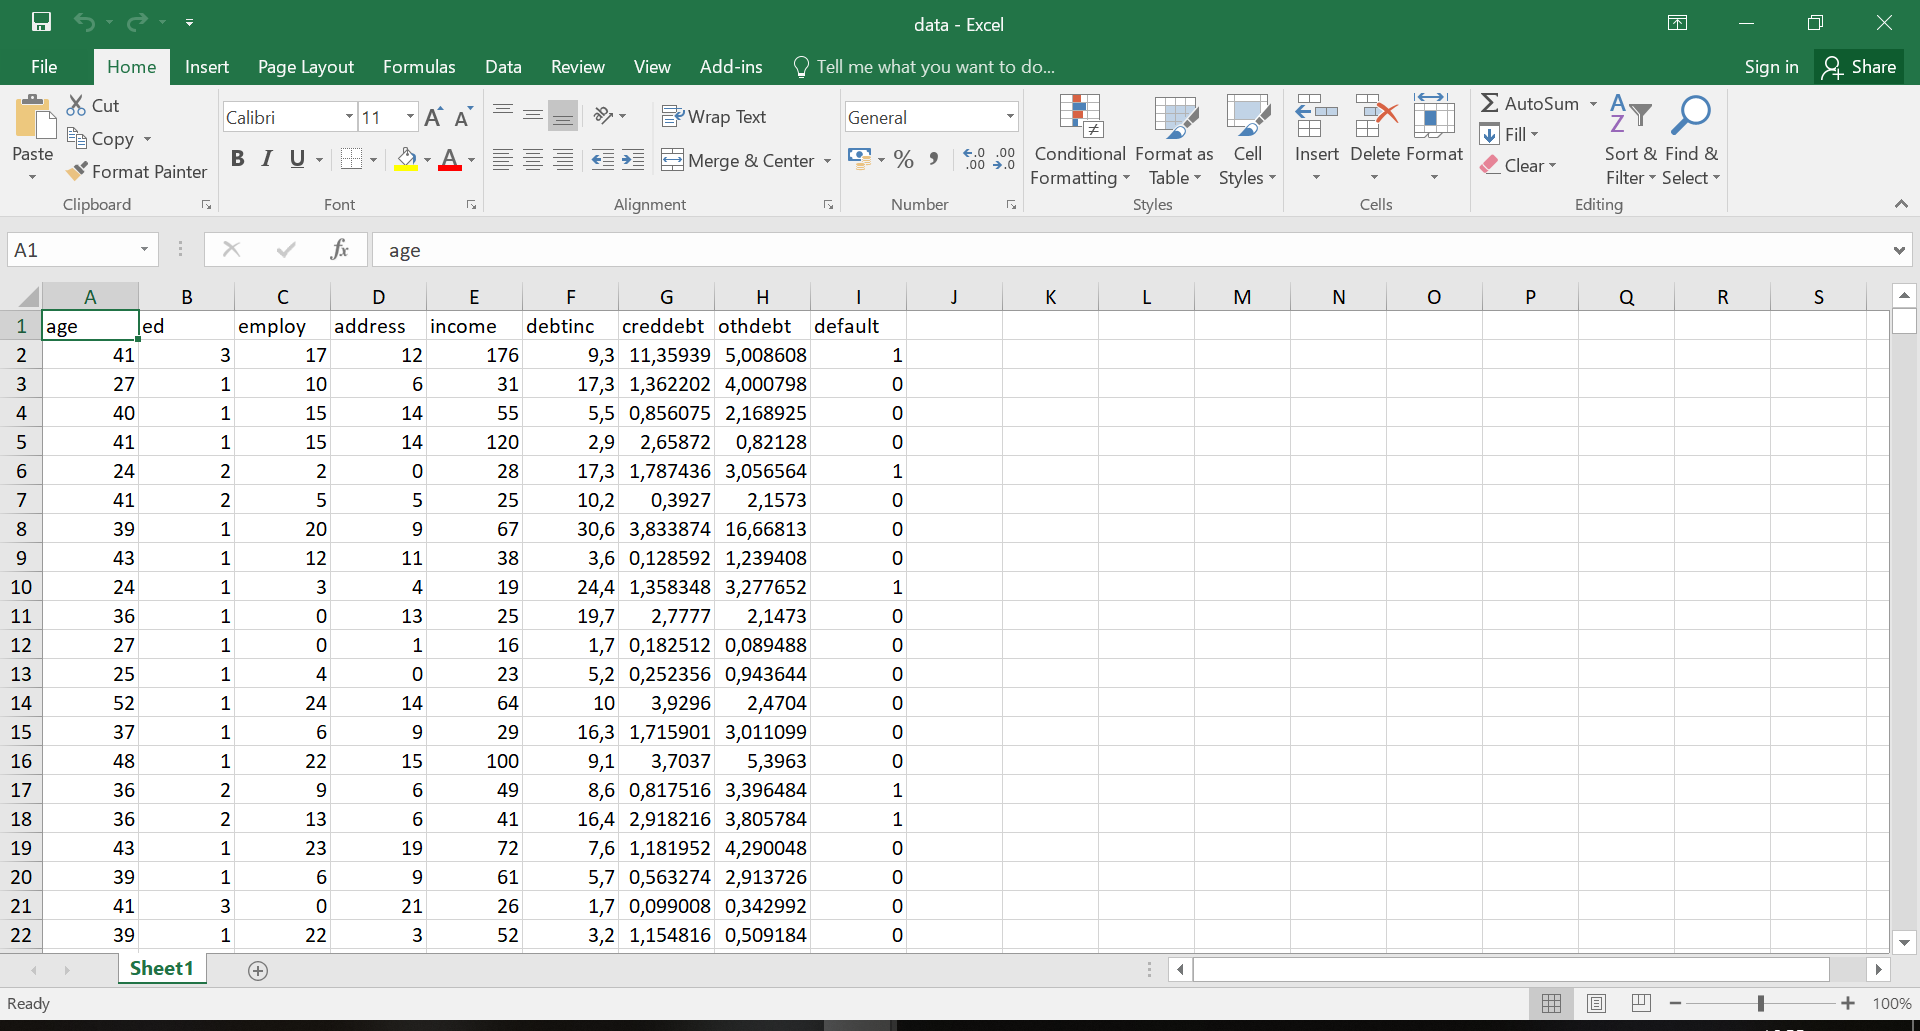 data - Excel
File Home Insert Page Layout Formulas Data Review View Add-ins Tell me what you want to do... Sign in Share
Paste Cut Copy Format Painter Clipboard
Calibri 11 A A B I U A Font
Wrap Text Merge & Center Alignment
General % , ←.0 .00 .00 →.0 Number
Conditional Formatting Format as Table Cell Styles Styles
Insert Delete Format Cells
AutoSum Fill Clear Sort & Filter Find & Select Editing
A1 fx age
A B C D E F G H I J K L M N O P Q R S
1 age ed employ address income debtinc creddebt othdebt default
2 41 3 17 12 176 9,3 11,35939 5,008608 1
3 27 1 10 6 31 17,3 1,362202 4,000798 0
4 40 1 15 14 55 5,5 0,856075 2,168925 0
5 41 1 15 14 120 2,9 2,65872 0,82128 0
6 24 2 2 0 28 17,3 1,787436 3,056564 1
7 41 2 5 5 25 10,2 0,3927 2,1573 0
8 39 1 20 9 67 30,6 3,833874 16,66813 0
9 43 1 12 11 38 3,6 0,128592 1,239408 0
10 24 1 3 4 19 24,4 1,358348 3,277652 1
11 36 1 0 13 25 19,7 2,7777 2,1473 0
12 27 1 0 1 16 1,7 0,182512 0,089488 0
13 25 1 4 0 23 5,2 0,252356 0,943644 0
14 52 1 24 14 64 10 3,9296 2,4704 0
15 37 1 6 9 29 16,3 1,715901 3,011099 0
16 48 1 22 15 100 9,1 3,7037 5,3963 0
17 36 2 9 6 49 8,6 0,817516 3,396484 1
18 36 2 13 6 41 16,4 2,918216 3,805784 1
19 43 1 23 19 72 7,6 1,181952 4,290048 0
20 39 1 6 9 61 5,7 0,563274 2,913726 0
21 41 3 0 21 26 1,7 0,099008 0,342992 0
22 39 1 22 3 52 3,2 1,154816 0,509184 0
Sheet1
Ready 100%